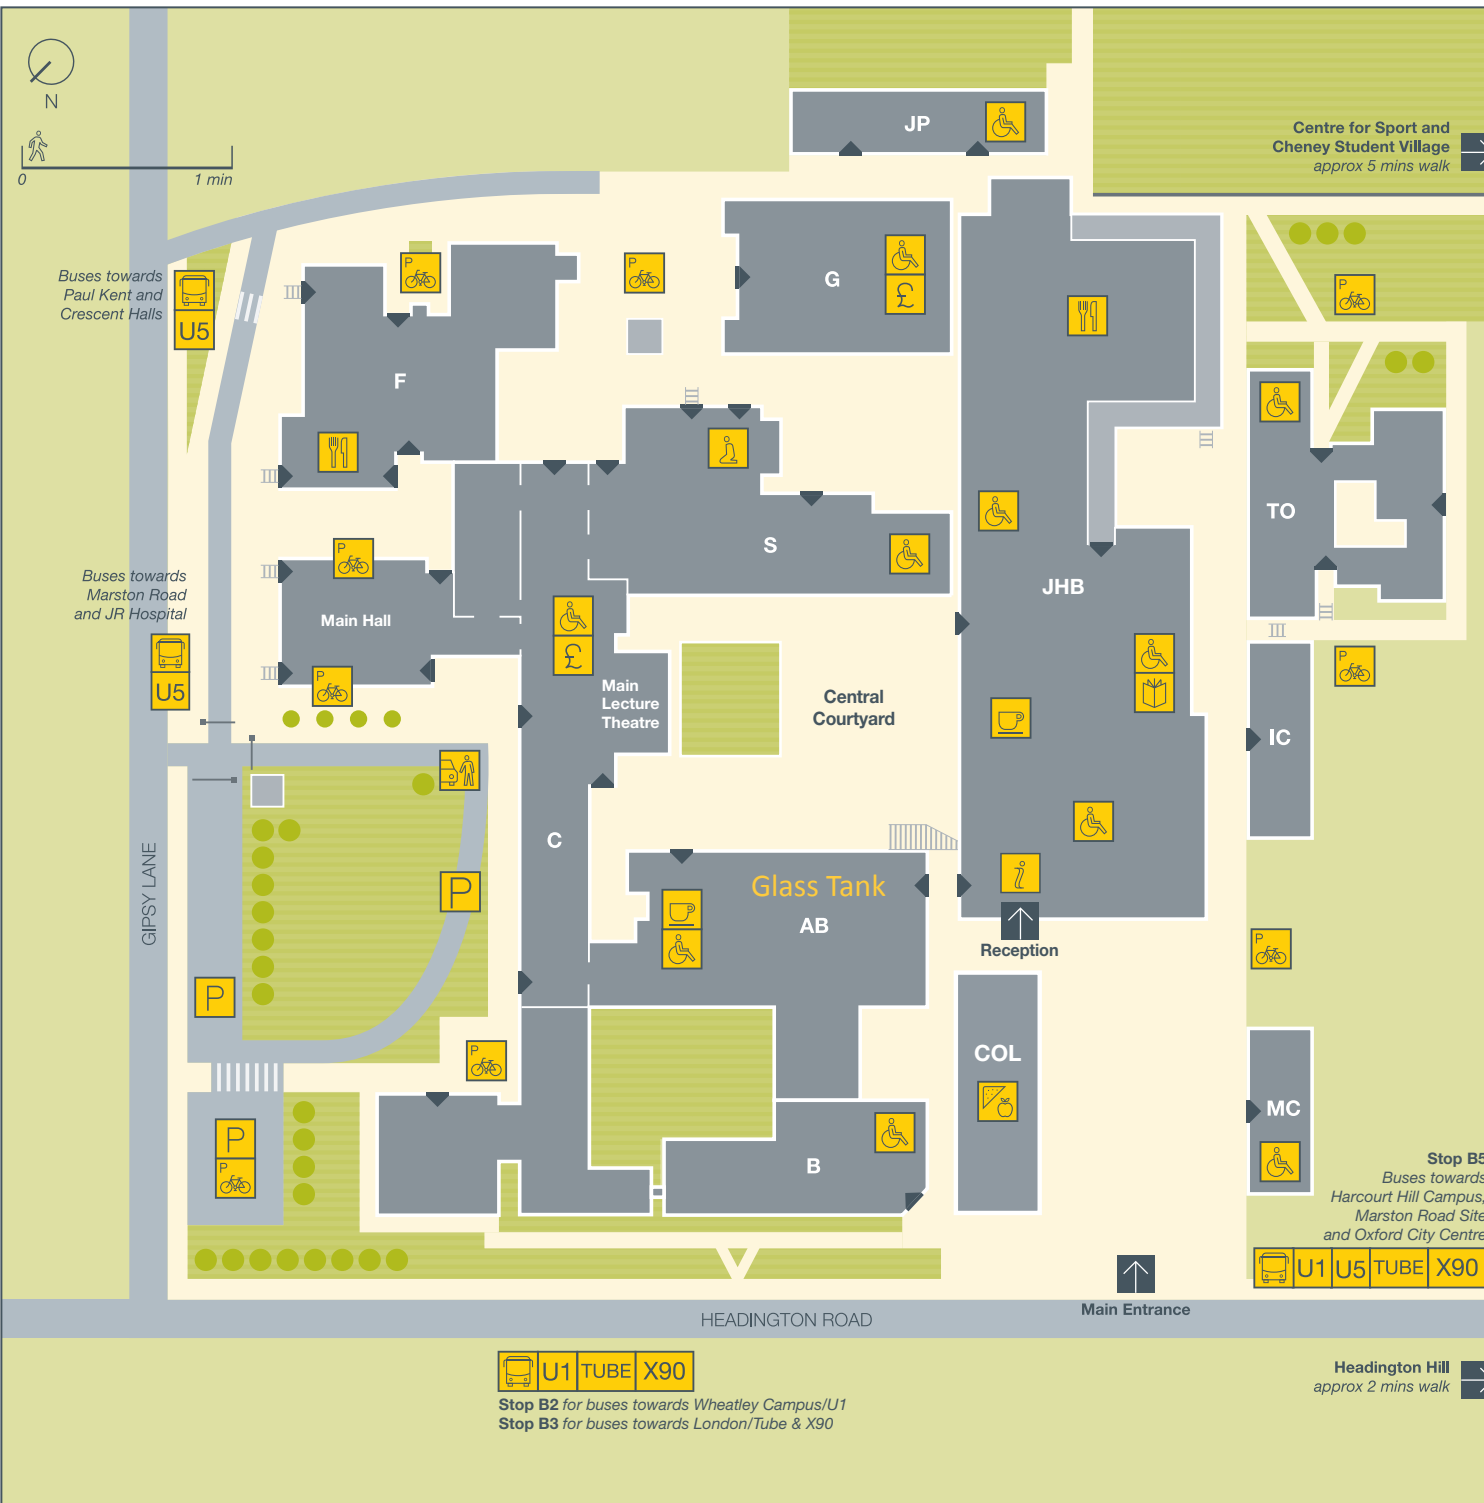 N
0
1 min
JP
Centre for Sport and
Cheney Student Village
approx 5 mins walk
Buses towards
Paul Kent and
Crescent Halls
U5
P
P
G
£
P
F
TO
S
P
JHB
Buses towards
Marston Road
and JR Hospital
U5
Main Hall
£
P
P
Main
Lecture
Theatre
Central
Courtyard
IC
C
GIPSY LANE
P
P
Glass Tank
AB
i
Reception
P
P
COL
MC
P
P
B
Stop B5
Buses towards
Harcourt Hill Campus,
Marston Road Site
and Oxford City Centre
U1 U5 TUBE X90
Main Entrance
HEADINGTON ROAD
U1 TUBE X90
Stop B2 for buses towards Wheatley Campus/U1
Stop B3 for buses towards London/Tube & X90
Headington Hill
approx 2 mins walk